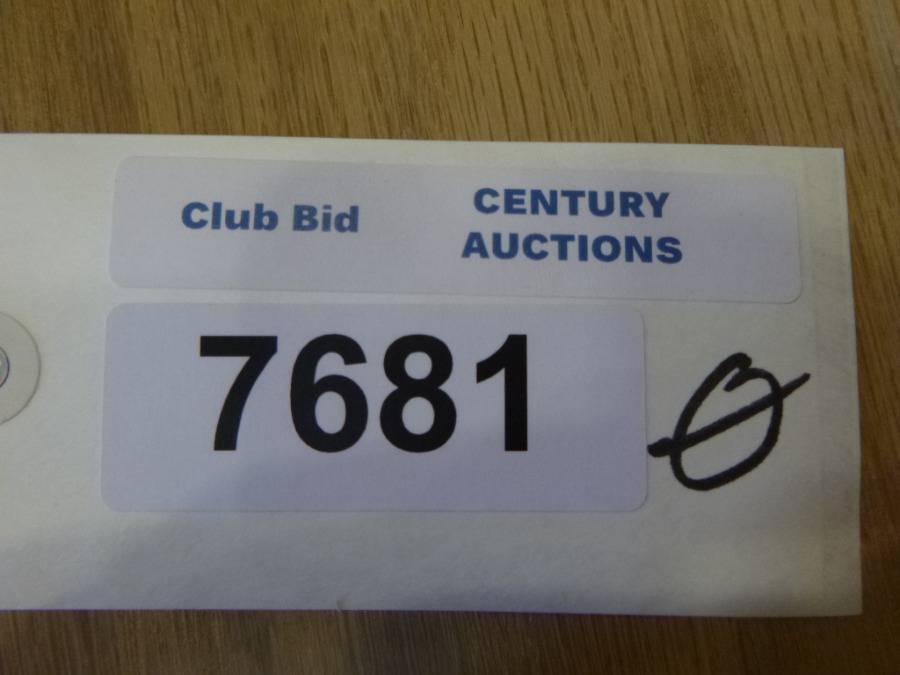 Club Bid
CENTURY
AUCTIONS
7681
Ø